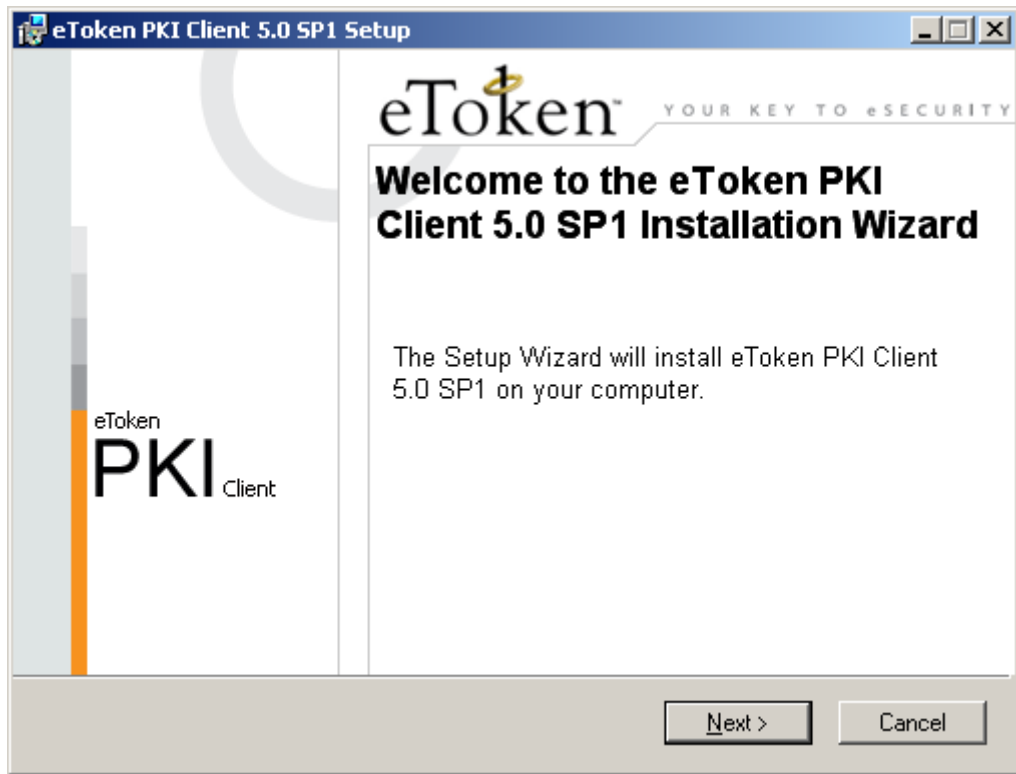 eToken PKI Client 5.0 SP1 Setup
eToken™ YOUR KEY TO eSECURITY
Welcome to the eToken PKI
Client 5.0 SP1 Installation Wizard
The Setup Wizard will install eToken PKI Client
5.0 SP1 on your computer.
eToken
PKI Client
Next >
Cancel